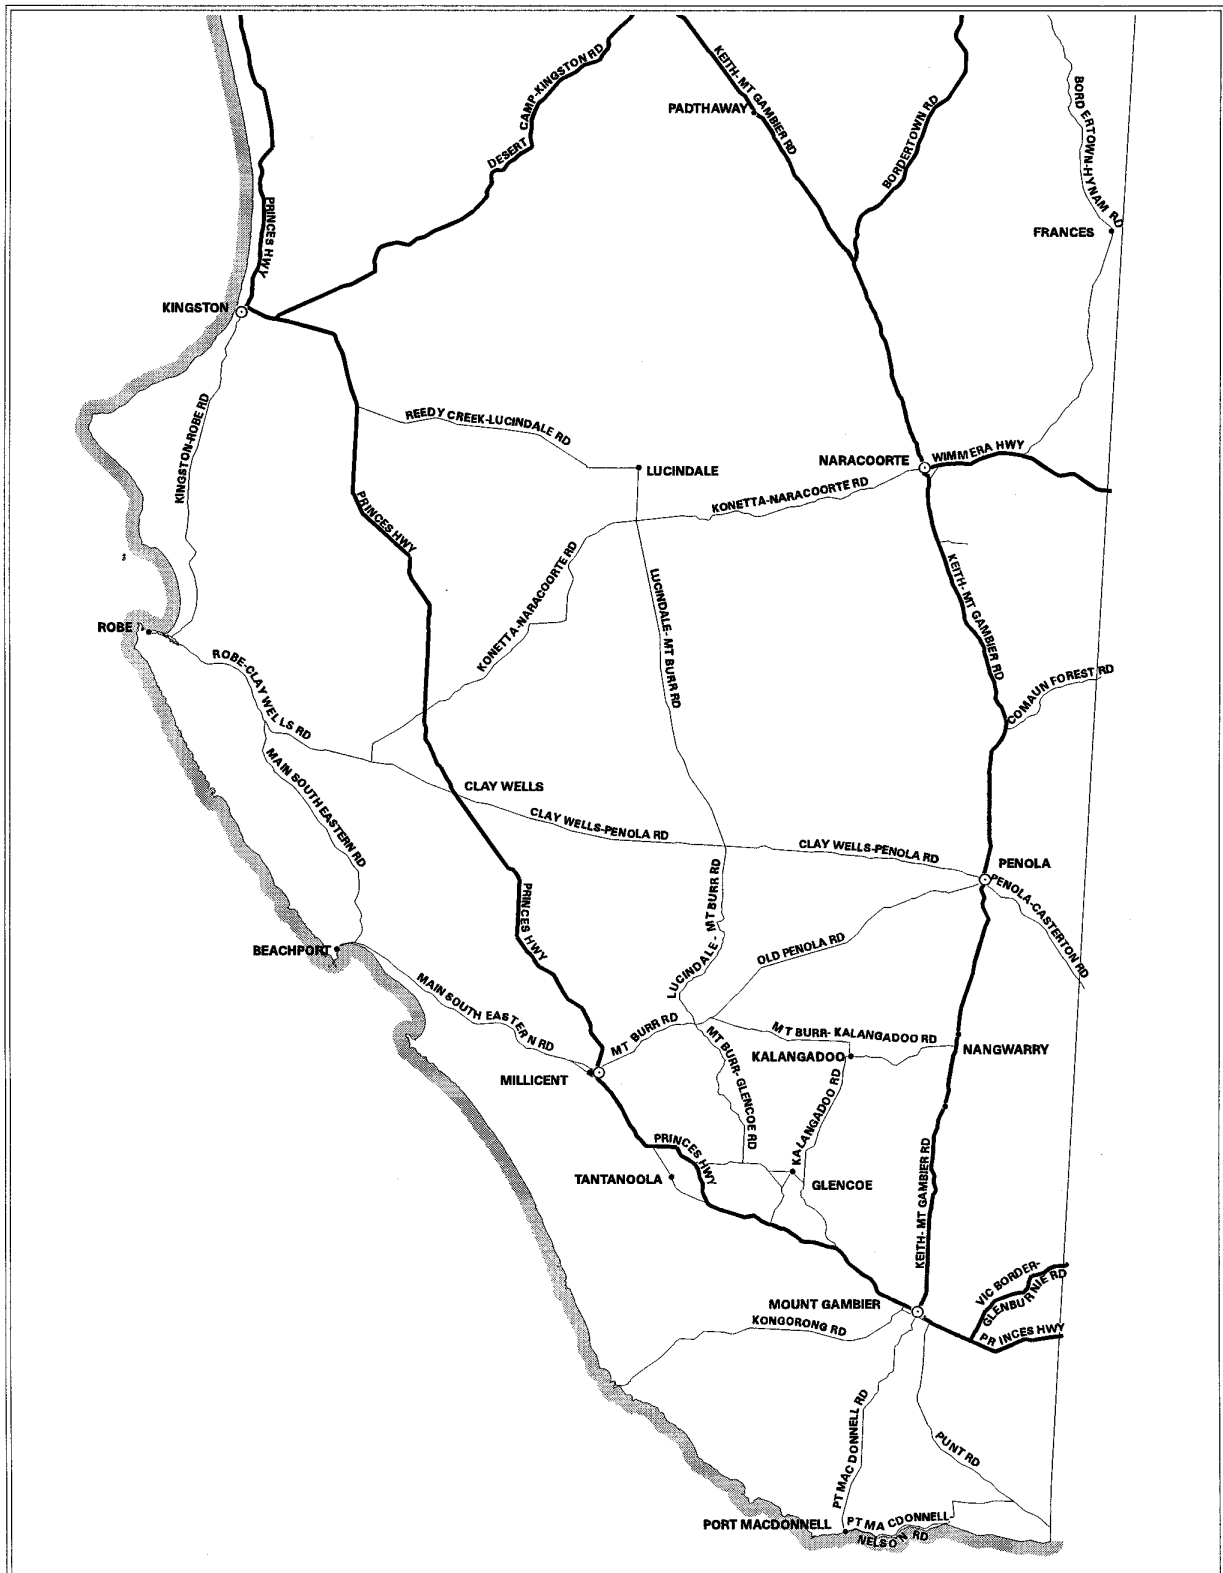 KEITH-MT GAMBIER RD
DESERT CAMP-KINGSTON RD
PADTHAWAY
BORDERTOWN RD
BORDERTOWN-HYNAM RD
PRINCES HWY
FRANCES
KINGSTON
KINGSTON-ROBE RD
REEDY CREEK-LUCINDALE RD
LUCINDALE
NARACOORTE
WIMMERA HWY
KONETTA-NARACOORTE RD
PRINCES HWY
KONETTA-NARACOORTE RD
LUCINDALE-MT BURR RD
KEITH-MT GAMBIER RD
ROBE
ROBE-CLAY WELLS RD
COMAUN FOREST RD
MAIN SOUTH EASTERN RD
CLAY WELLS
CLAY WELLS-PENOLA RD
CLAY WELLS-PENOLA RD
PENOLA
PENOLA-CASTERTON RD
PRINCES HWY
LUCINDALE-MT BURR RD
OLD PENOLA RD
BEACHPORT
MAIN SOUTH EASTERN RD
MT BURR RD
MT BURR-KALANGADOO RD
MT BURR-GLENCOE RD
KALANGADOO
NANGWARRY
MILLICENT
KALANGADOO RD
PRINCES HWY
TANTANOOLA
GLENCOE
KEITH-MT GAMBIER RD
VIC BORDER-
GLENBURNIE RD
MOUNT GAMBIER
KONGORONG RD
PRINCES HWY
PT MACDONNELL RD
PUNT RD
PORT MACDONNELL
PT MACDONNELL-
NELSON RD